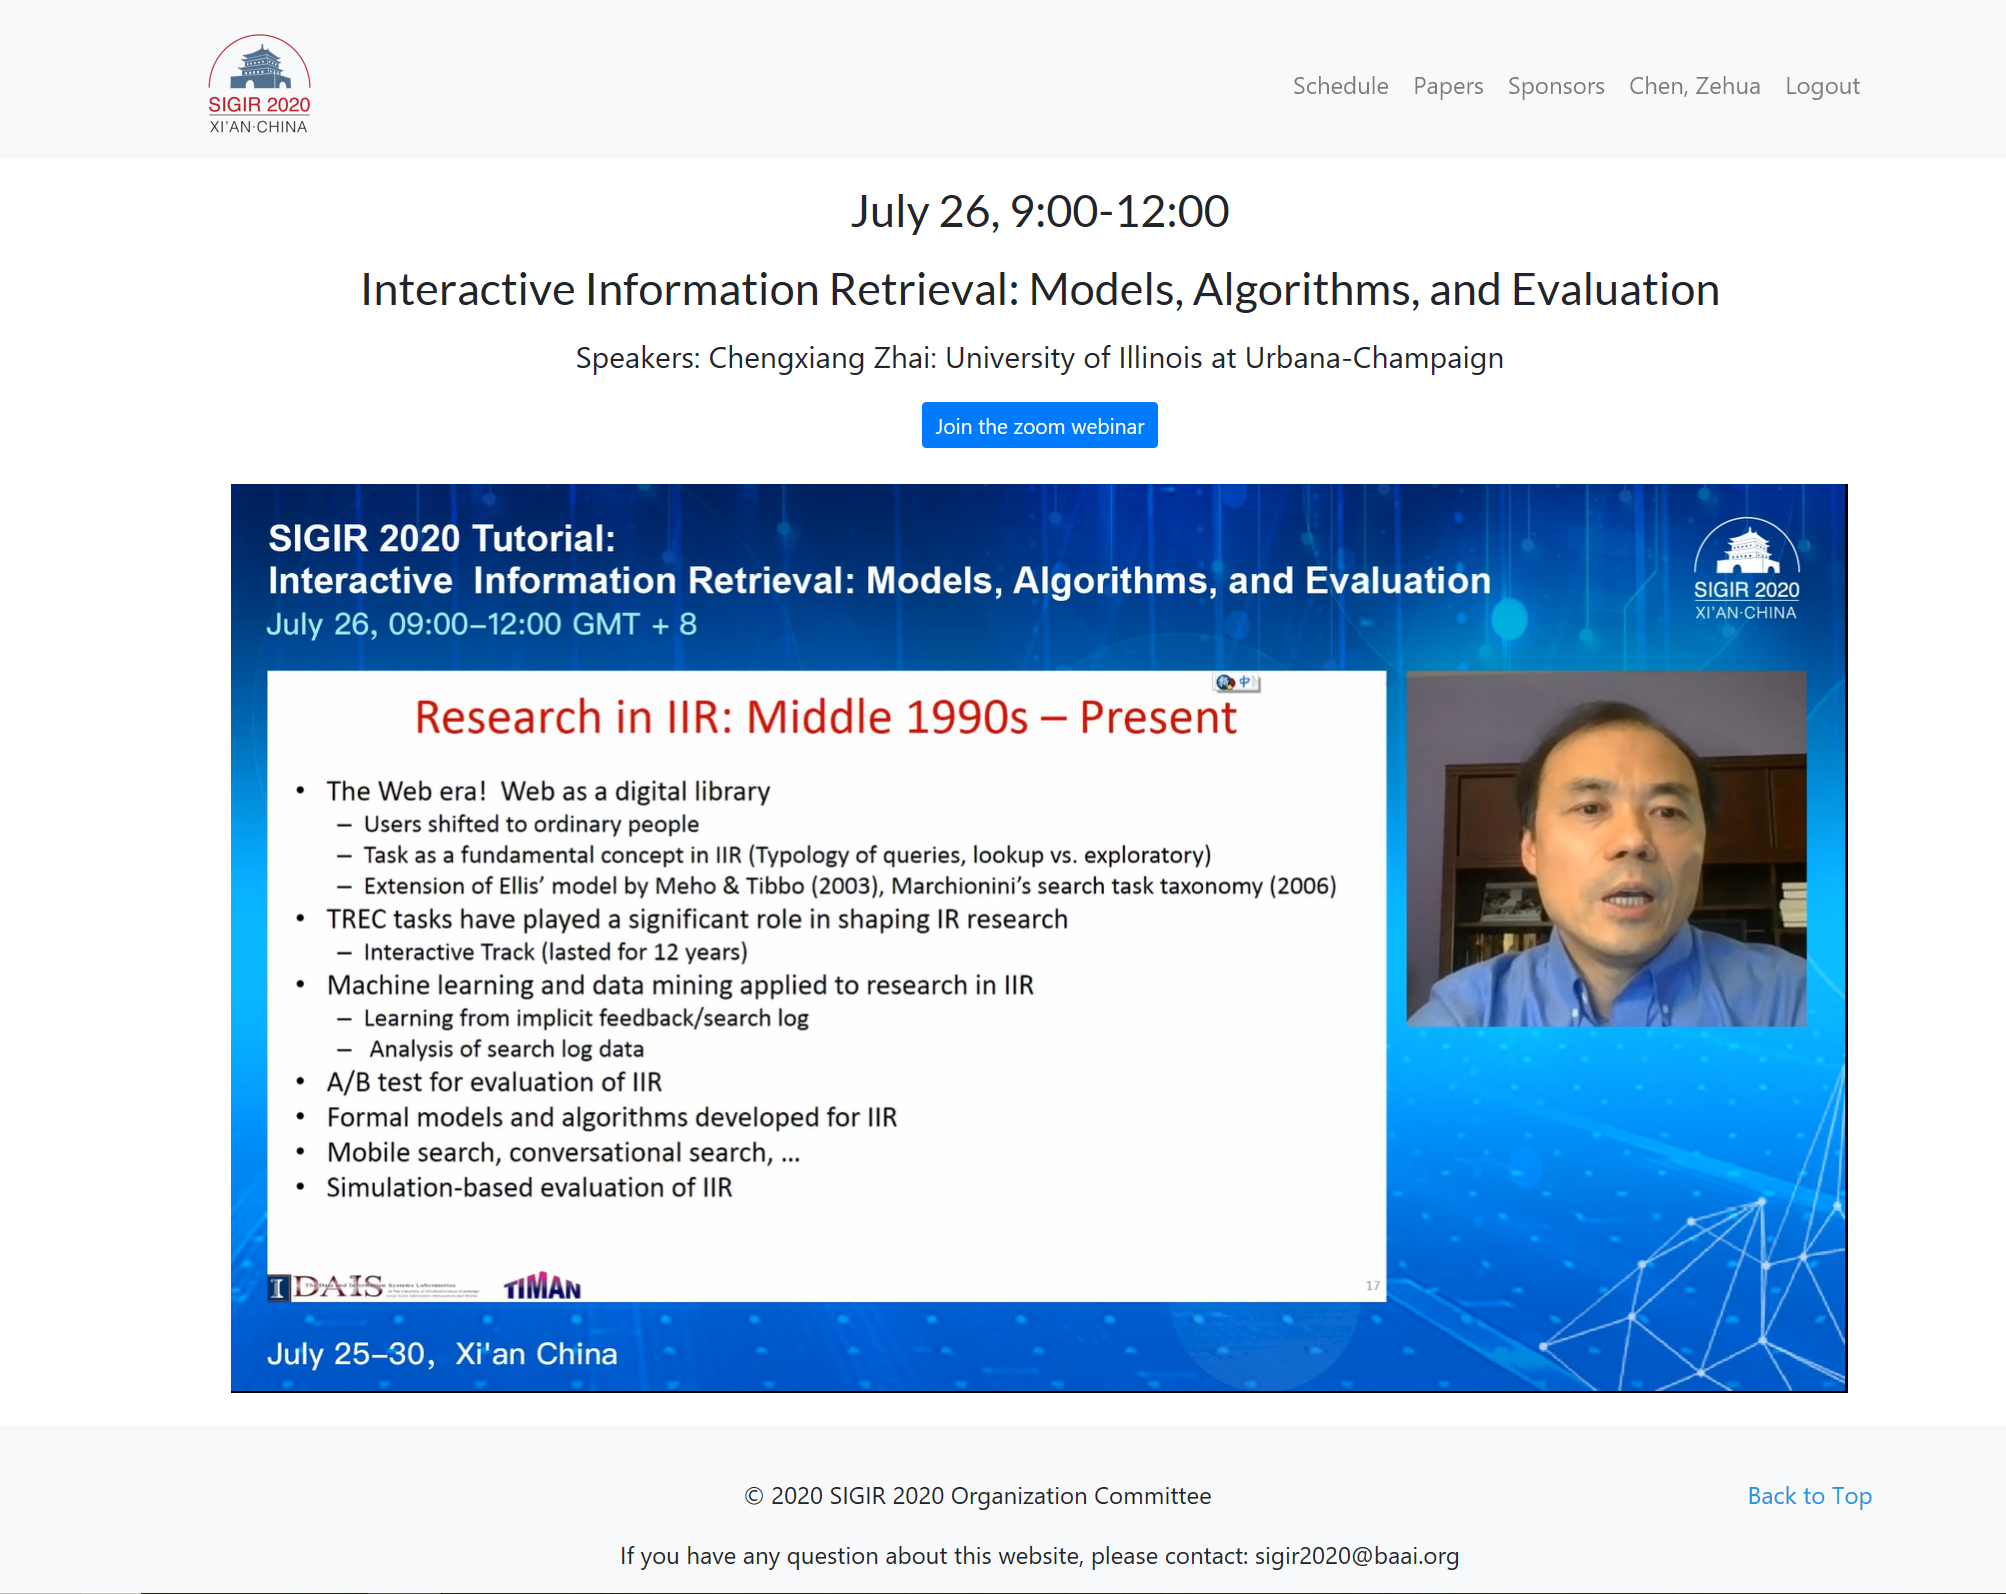 SIGIR 2020
XI'AN·CHINA
Schedule Papers Sponsors Chen, Zehua Logout
July 26, 9:00-12:00
Interactive Information Retrieval: Models, Algorithms, and Evaluation
Speakers: Chengxiang Zhai: University of Illinois at Urbana-Champaign
Join the zoom webinar
SIGIR 2020 Tutorial:
Interactive Information Retrieval: Models, Algorithms, and Evaluation
July 26, 09:00–12:00 GMT + 8
SIGIR 2020
XI'AN·CHINA
中
Research in IIR: Middle 1990s – Present
• The Web era! Web as a digital library
– Users shifted to ordinary people
– Task as a fundamental concept in IIR (Typology of queries, lookup vs. exploratory)
– Extension of Ellis’ model by Meho & Tibbo (2003), Marchionini’s search task taxonomy (2006)
• TREC tasks have played a significant role in shaping IR research
– Interactive Track (lasted for 12 years)
• Machine learning and data mining applied to research in IIR
– Learning from implicit feedback/search log
– Analysis of search log data
• A/B test for evaluation of IIR
• Formal models and algorithms developed for IIR
• Mobile search, conversational search, ...
• Simulation-based evaluation of IIR
I DAIS
The Data and Information Systems Laboratories
TIMAN
17
July 25–30, Xi'an China
© 2020 SIGIR 2020 Organization Committee
Back to Top
If you have any question about this website, please contact: sigir2020@baai.org